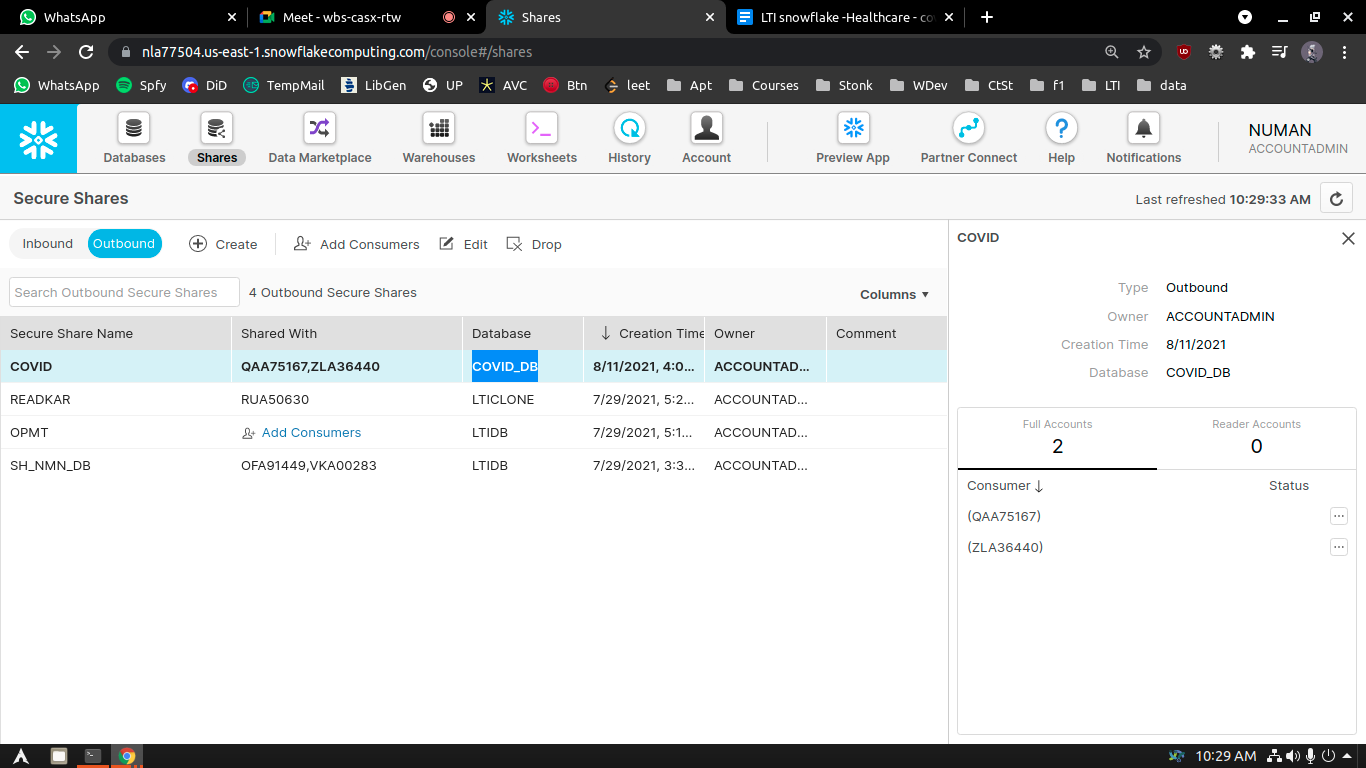 WhatsApp
Meet - wbs-casx-rtw
Shares
LTI snowflake -Healthcare - co
nla77504.us-east-1.snowflakecomputing.com/console#/shares
WhatsApp Spfy DiD TempMail LibGen UP AVC Btn leet Apt Courses Stonk WDev CtSt f1 LTI data
Databases Shares Data Marketplace Warehouses Worksheets History Account Preview App Partner Connect Help Notifications
NUMAN
ACCOUNTADMIN
Secure Shares
Last refreshed 10:29:33 AM
Inbound Outbound Create Add Consumers Edit Drop
Search Outbound Secure Shares 4 Outbound Secure Shares
Columns
Secure Share Name Shared With Database Creation Time Owner Comment
COVID QAA75167,ZLA36440 COVID_DB 8/11/2021, 4:0... ACCOUNTAD...
READKAR RUA50630 LTICLONE 7/29/2021, 5:2... ACCOUNTAD...
OPMT Add Consumers LTIDB 7/29/2021, 5:1... ACCOUNTAD...
SH_NMN_DB OFA91449,VKA00283 LTIDB 7/29/2021, 3:3... ACCOUNTAD...
COVID
Type Outbound
Owner ACCOUNTADMIN
Creation Time 8/11/2021
Database COVID_DB
Full Accounts Reader Accounts
2 0
Consumer Status
(QAA75167)
(ZLA36440)
10:29 AM